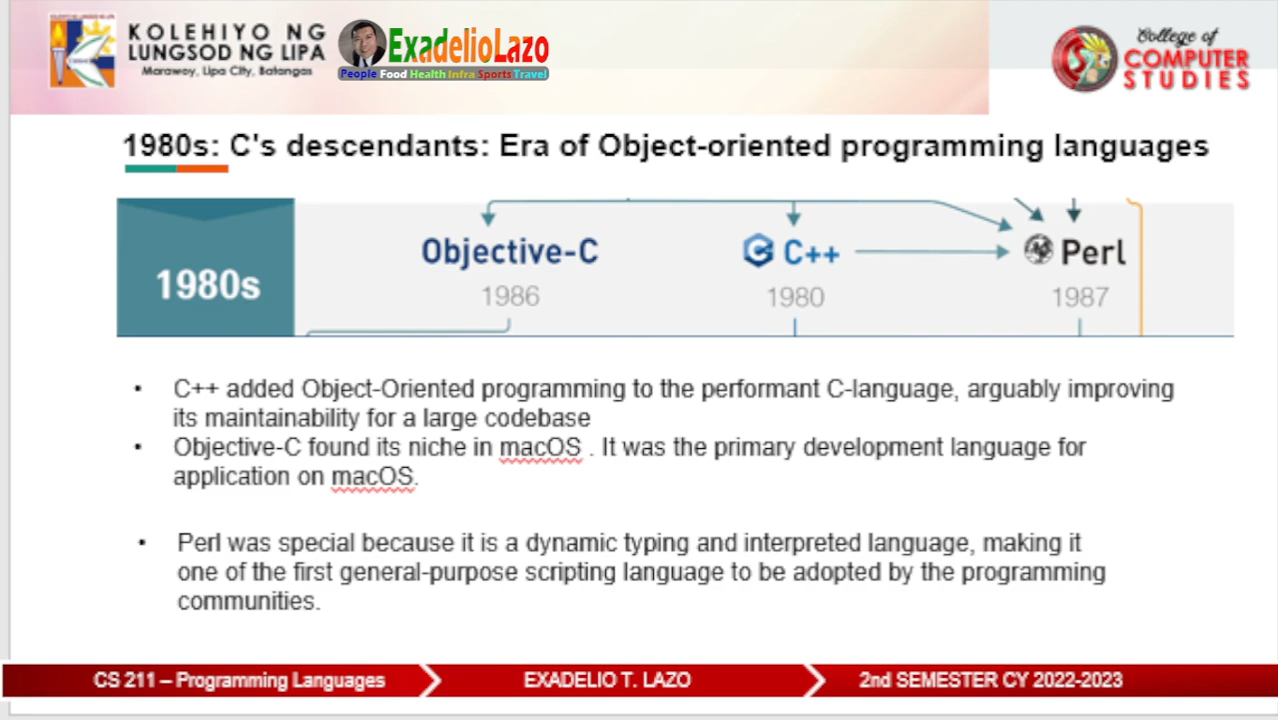 KOLEHIYO NG
LUNGSOD NG LIPA
Marawoy, Lipa City, Batangas
ExadelioLazo
People Food Health Infra Sports Travel
College of
COMPUTER
STUDIES
1980s: C's descendants: Era of Object-oriented programming languages
1980s
Objective-C
1986
C++
1980
Perl
1987
• C++ added Object-Oriented programming to the performant C-language, arguably improving
its maintainability for a large codebase
• Objective-C found its niche in macOS . It was the primary development language for
application on macOS.
• Perl was special because it is a dynamic typing and interpreted language, making it
one of the first general-purpose scripting language to be adopted by the programming
communities.
CS 211 – Programming Languages
EXADELIO T. LAZO
2nd SEMESTER CY 2022-2023